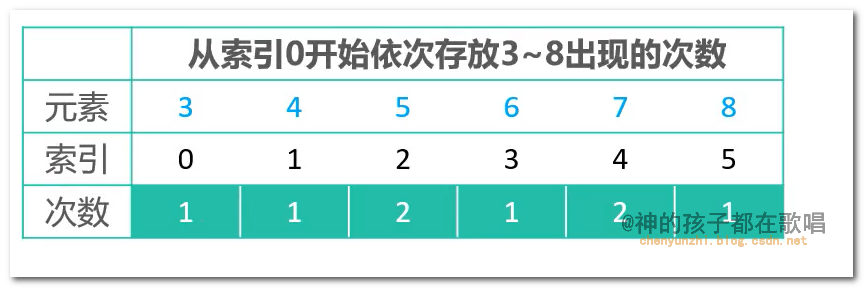 从索引0开始依次存放3~8出现的次数
元素 3 4 5 6 7 8
索引 0 1 2 3 4 5
次数 1 1 2 1 2 1
@神的孩子都在歌唱
chenyunzhi.blog.csdn.net